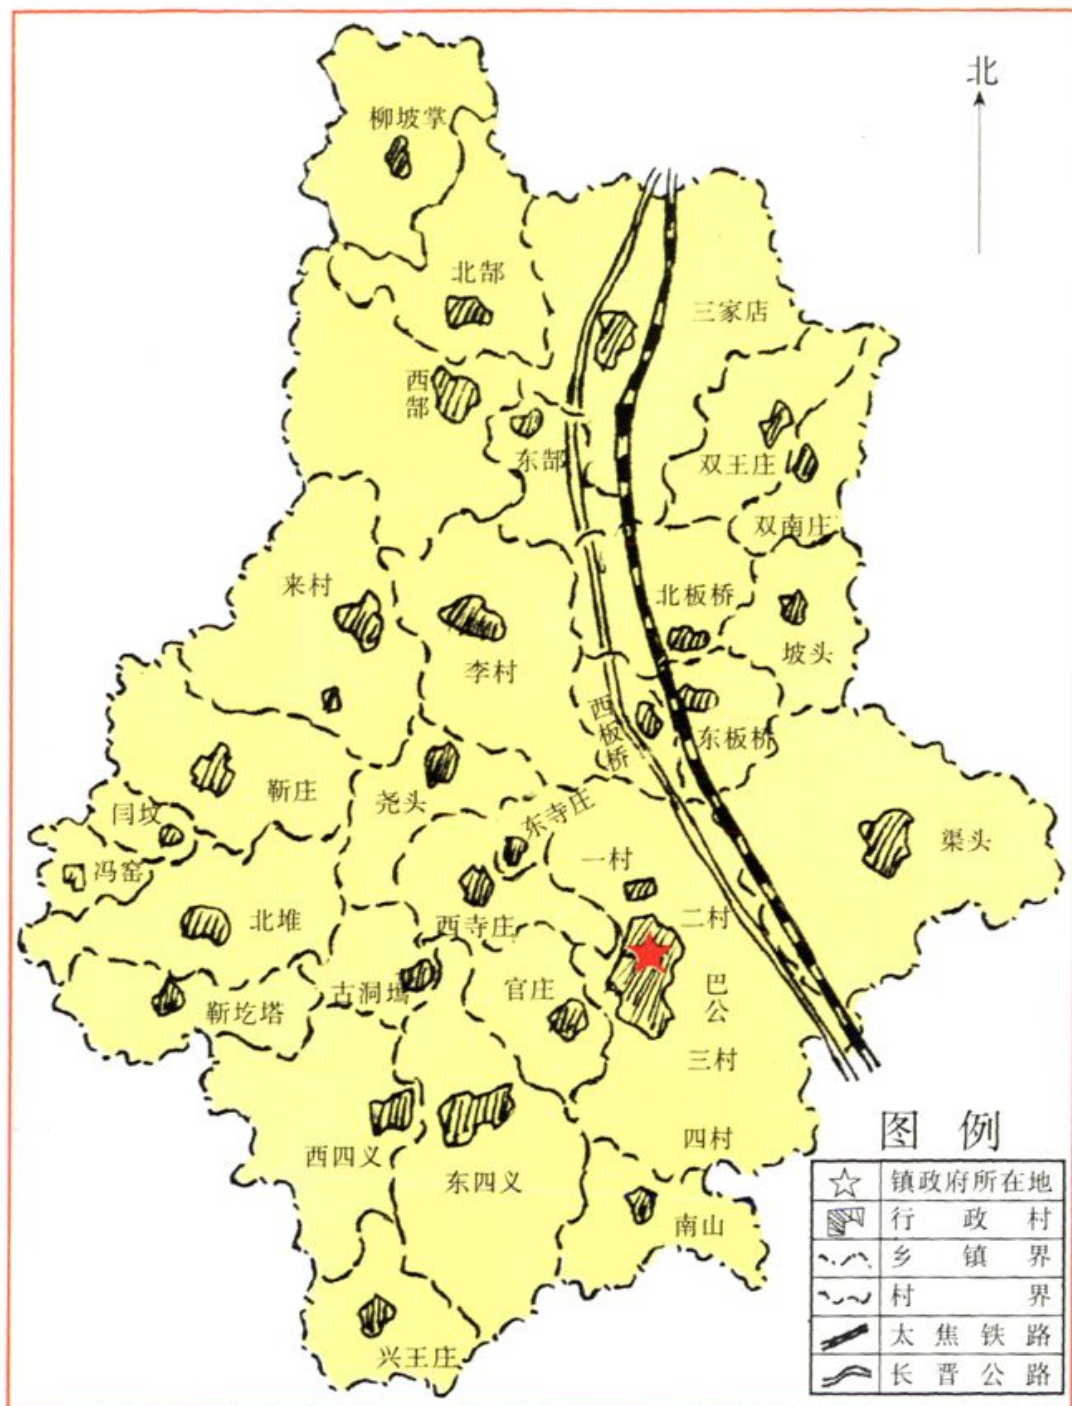 北
柳坡掌
北郜
三家店
西郜
东郜
双王庄
双南庄
来村
北板桥
李村
坡头
西板桥
东板桥
靳庄
尧头
闫坟
东寺庄
冯窑
一村
渠头
北堆
西寺庄
二村
古洞墕
官庄
巴公
靳圪塔
三村
四村
西四义
东四义
南山
兴王庄
图例
镇政府所在地
行政村
乡镇界
村界
太焦铁路
长晋公路